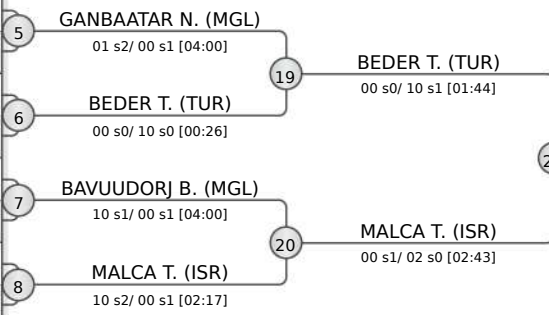 5
GANBAATAR N. (MGL)
01 s2/ 00 s1 [04:00]
19
BEDER T. (TUR)
00 s0/ 10 s1 [01:44]
6
BEDER T. (TUR)
00 s0/ 10 s0 [00:26]
7
BAVUUDORJ B. (MGL)
10 s1/ 00 s1 [04:00]
20
MALCA T. (ISR)
00 s1/ 02 s0 [02:43]
8
MALCA T. (ISR)
10 s2/ 00 s1 [02:17]